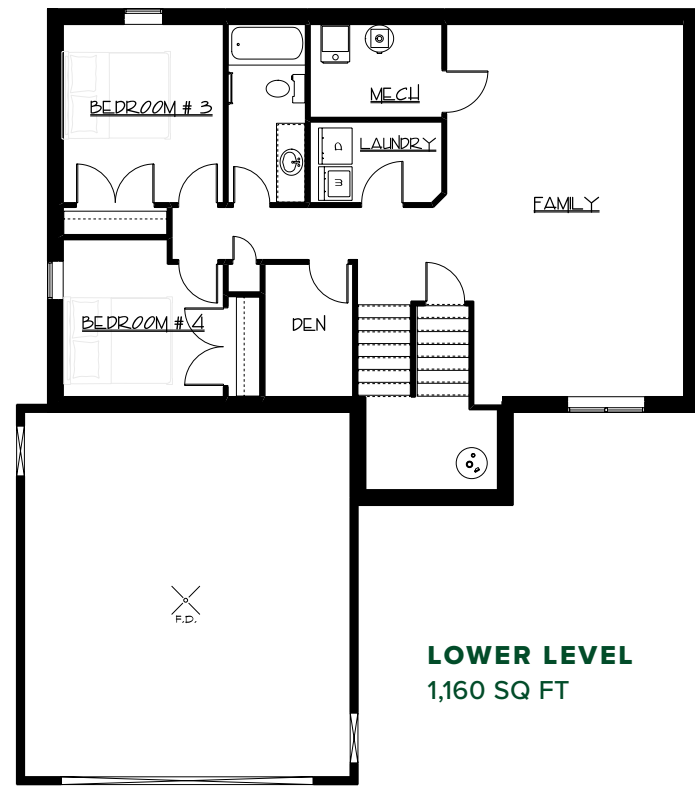 MECH
BEDROOM # 3
LAUNDRY
D
W
FAMILY
BEDROOM # 4
DEN
F.D.
LOWER LEVEL
1,160 SQ FT